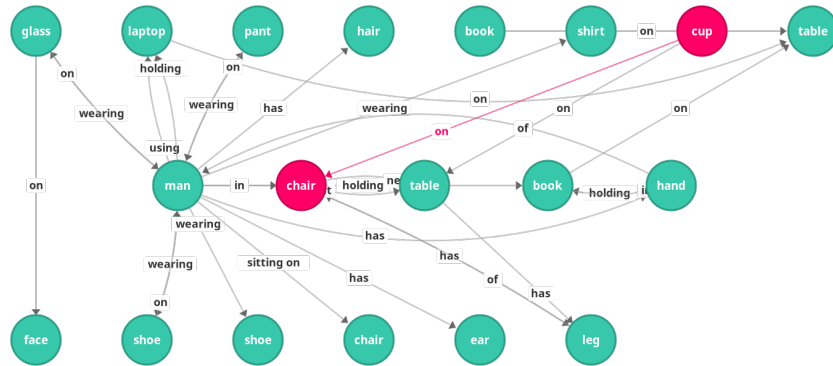 glass laptop pant hair book shirt on cup table
on holding on
wearing wearing has wearing on on on
using of on
man in chair holding table book holding hand
on
wearing has
wearing sitting on has has of has
on
face shoe shoe chair ear leg